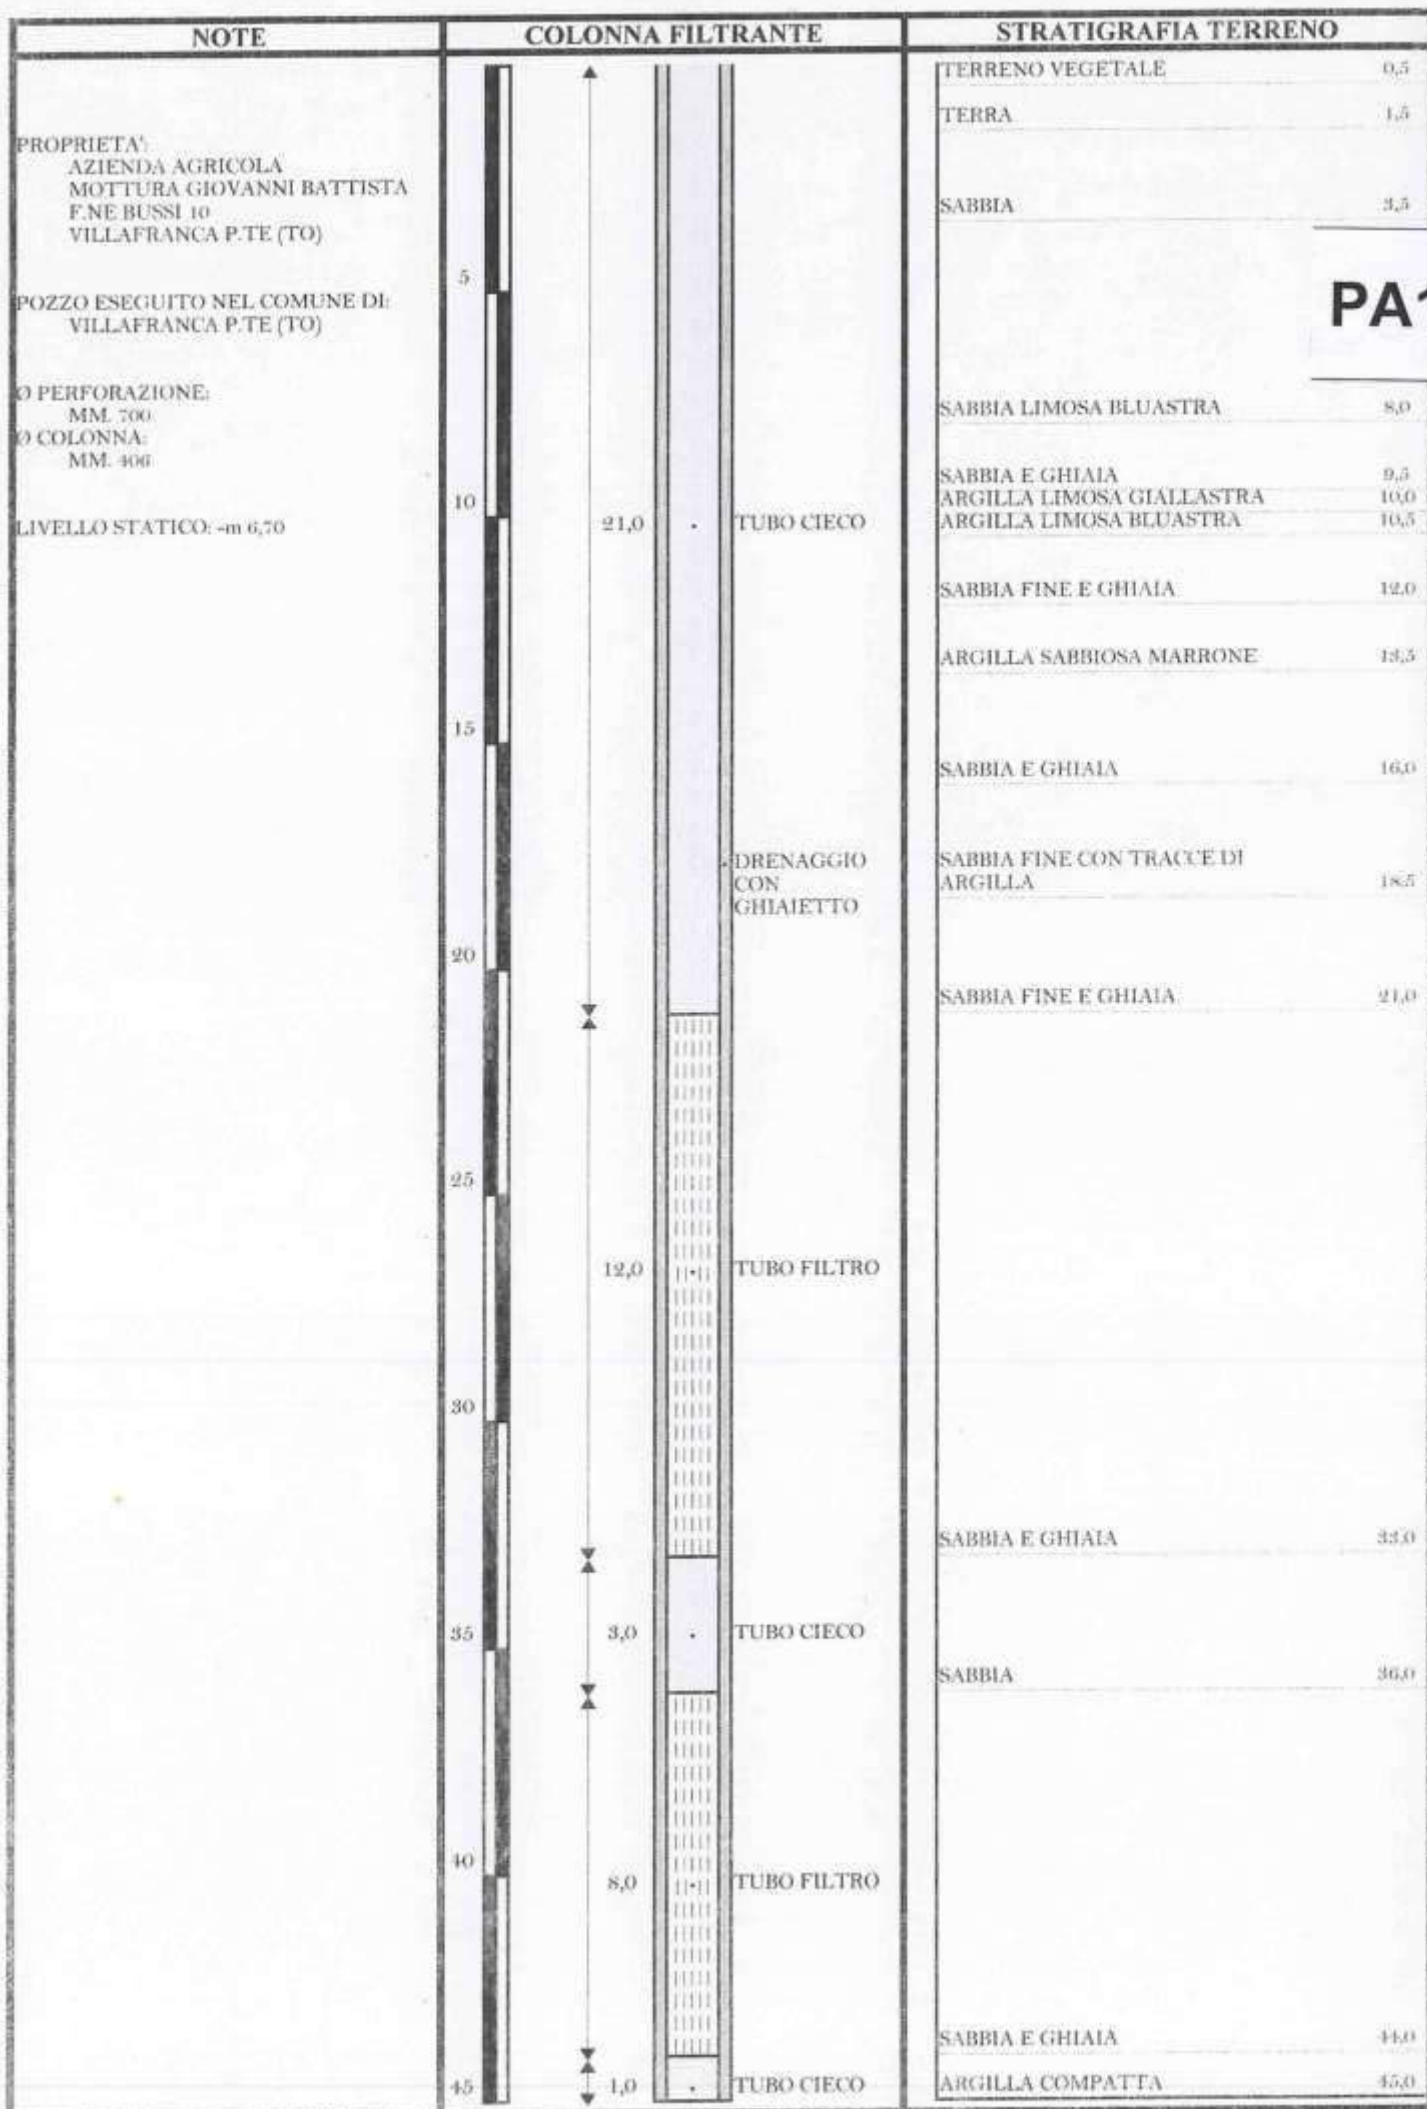 NOTE
COLONNA FILTRANTE
STRATIGRAFIA TERRENO
PROPRIETA':
AZIENDA AGRICOLA
MOTTURA GIOVANNI BATTISTA
F.NE BUSSI 10
VILLAFRANCA P.TE (TO)
POZZO ESEGUITO NEL COMUNE DI:
VILLAFRANCA P.TE (TO)
Ø PERFORAZIONE:
MM. 700
Ø COLONNA:
MM. 406
LIVELLO STATICO: -m 6,70
5
10
15
20
25
30
35
40
45
21,0 TUBO CIECO
DRENAGGIO
CON
GHIAIETTO
12,0 TUBO FILTRO
3,0 TUBO CIECO
8,0 TUBO FILTRO
1,0 TUBO CIECO
TERRENO VEGETALE 0,5
TERRA 1,5
SABBIA 3,5
PA1
SABBIA LIMOSA BLUASTRA 8,0
SABBIA E GHIAIA 9,5
ARGILLA LIMOSA GIALLASTRA 10,0
ARGILLA LIMOSA BLUASTRA 10,5
SABBIA FINE E GHIAIA 12,0
ARGILLA SABBIOSA MARRONE 13,5
SABBIA E GHIAIA 16,0
SABBIA FINE CON TRACCE DI
ARGILLA 18,5
SABBIA FINE E GHIAIA 21,0
SABBIA E GHIAIA 33,0
SABBIA 36,0
SABBIA E GHIAIA 44,0
ARGILLA COMPATTA 45,0